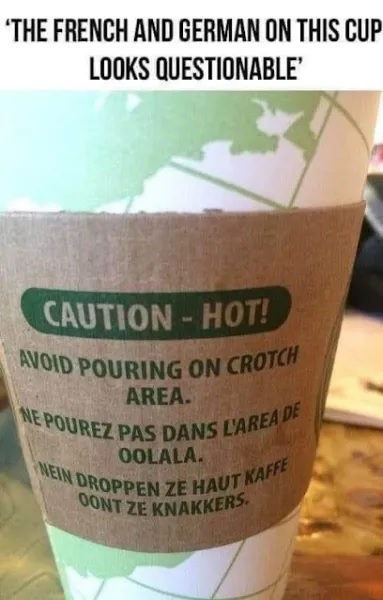 'THE FRENCH AND GERMAN ON THIS CUP
LOOKS QUESTIONABLE'
CAUTION - HOT!
AVOID POURING ON CROTCH
AREA.
NE POUREZ PAS DANS L'AREA DE
OOLALA.
NEIN DROPPEN ZE HAUT KAFFE
OONT ZE KNAKKERS.